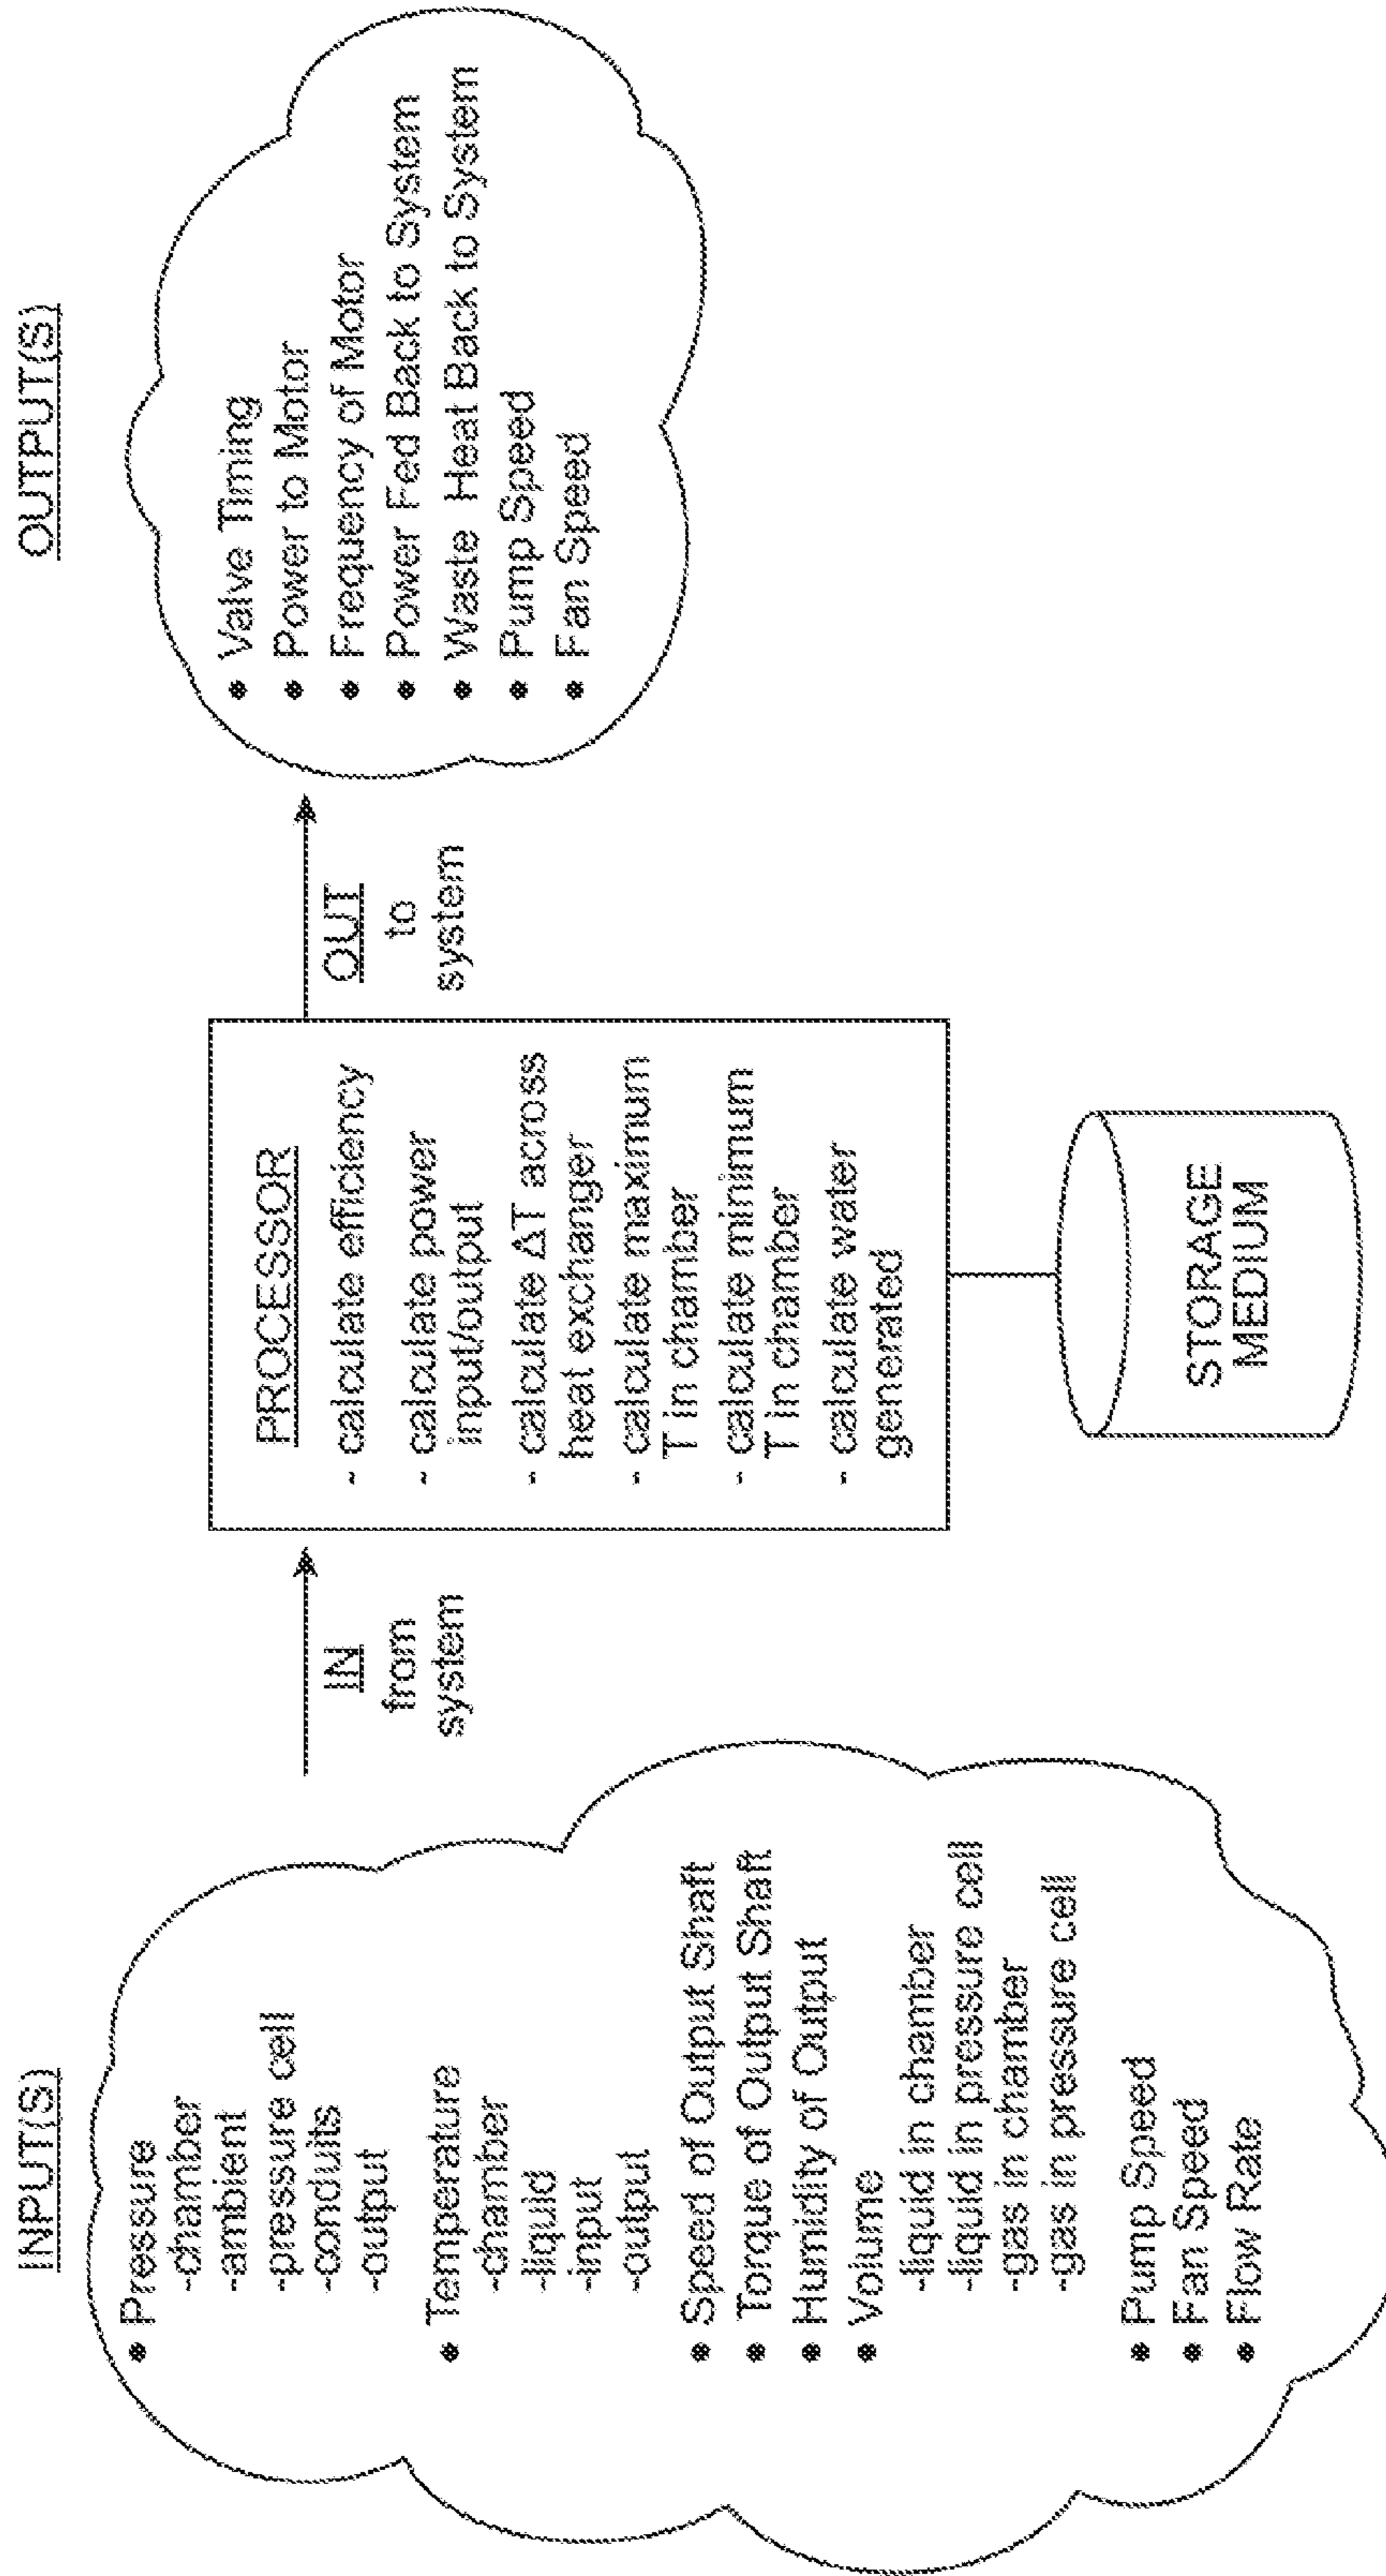 INPUT(S)
● Pressure
-chamber
-ambient
-pressure cell
-conduits
-output
● Temperature
-chamber
-liquid
-input
-output
● Speed of Output Shaft
● Torque of Output Shaft
● Humidity of Output
● Volume
-liquid in chamber
-liquid in pressure cell
-gas in chamber
-gas in pressure cell
● Pump Speed
● Fan Speed
● Flow Rate
IN
from
system
PROCESSOR
- calculate efficiency
- calculate power
input/output
- calculate ΔT across
heat exchanger
- calculate maximum
T in chamber
- calculate minimum
T in chamber
- calculate water
generated
STORAGE
MEDIUM
OUT
to
system
OUTPUT(S)
● Valve Timing
● Power to Motor
● Frequency of Motor
● Power Fed Back to System
● Waste Heat Back to System
● Pump Speed
● Fan Speed